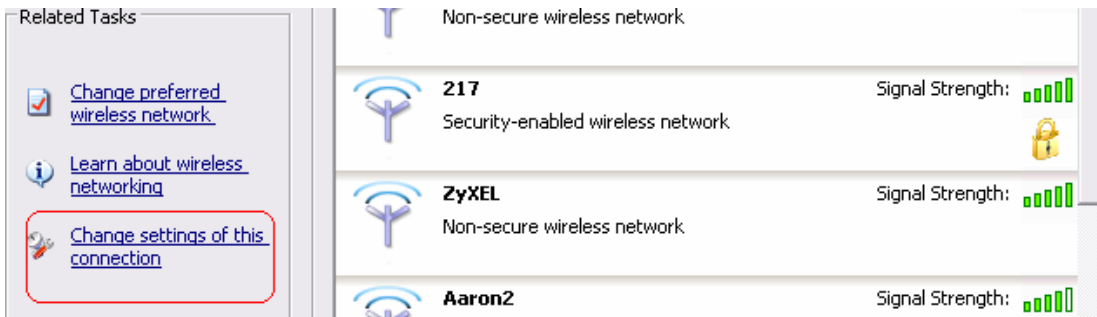 Related Tasks
Change preferred
wireless network
Learn about wireless
networking
Change settings of this
connection
Non-secure wireless network
217
Signal Strength:
Security-enabled wireless network
ZyXEL
Signal Strength:
Non-secure wireless network
Aaron2
Signal Strength: